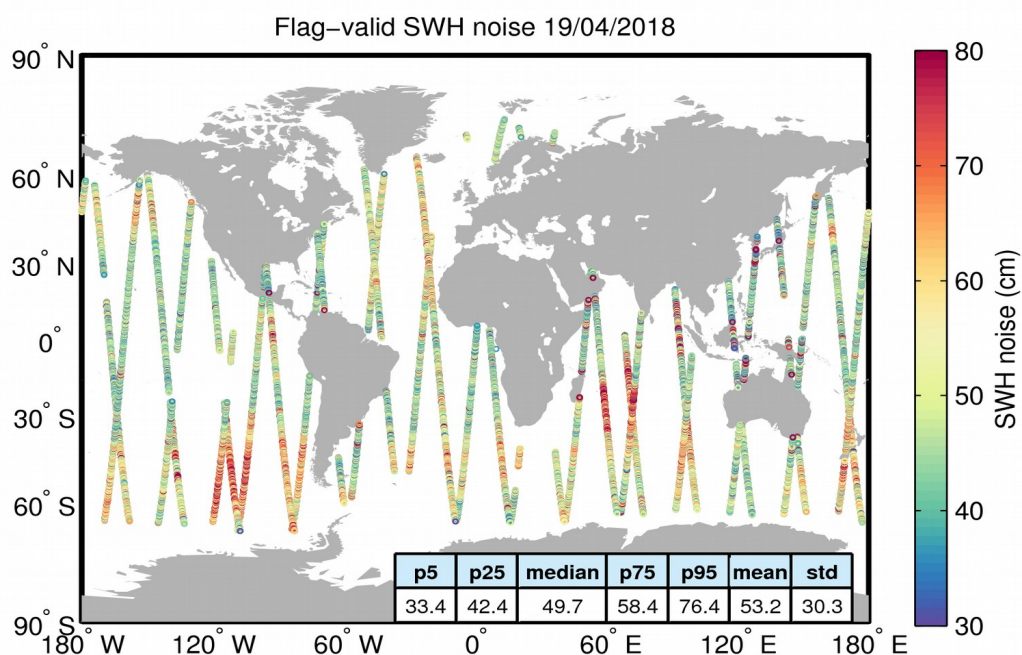 Flag−valid SWH noise 19/04/2018
90° N
60° N
30° N
0°
30° S
60° S
90° S
180° W
120° W
60° W
0°
60° E
120° E
180° E
80
70
60
50
40
30
SWH noise (cm)
p5 p25 median p75 p95 mean std
33.4 42.4 49.7 58.4 76.4 53.2 30.3